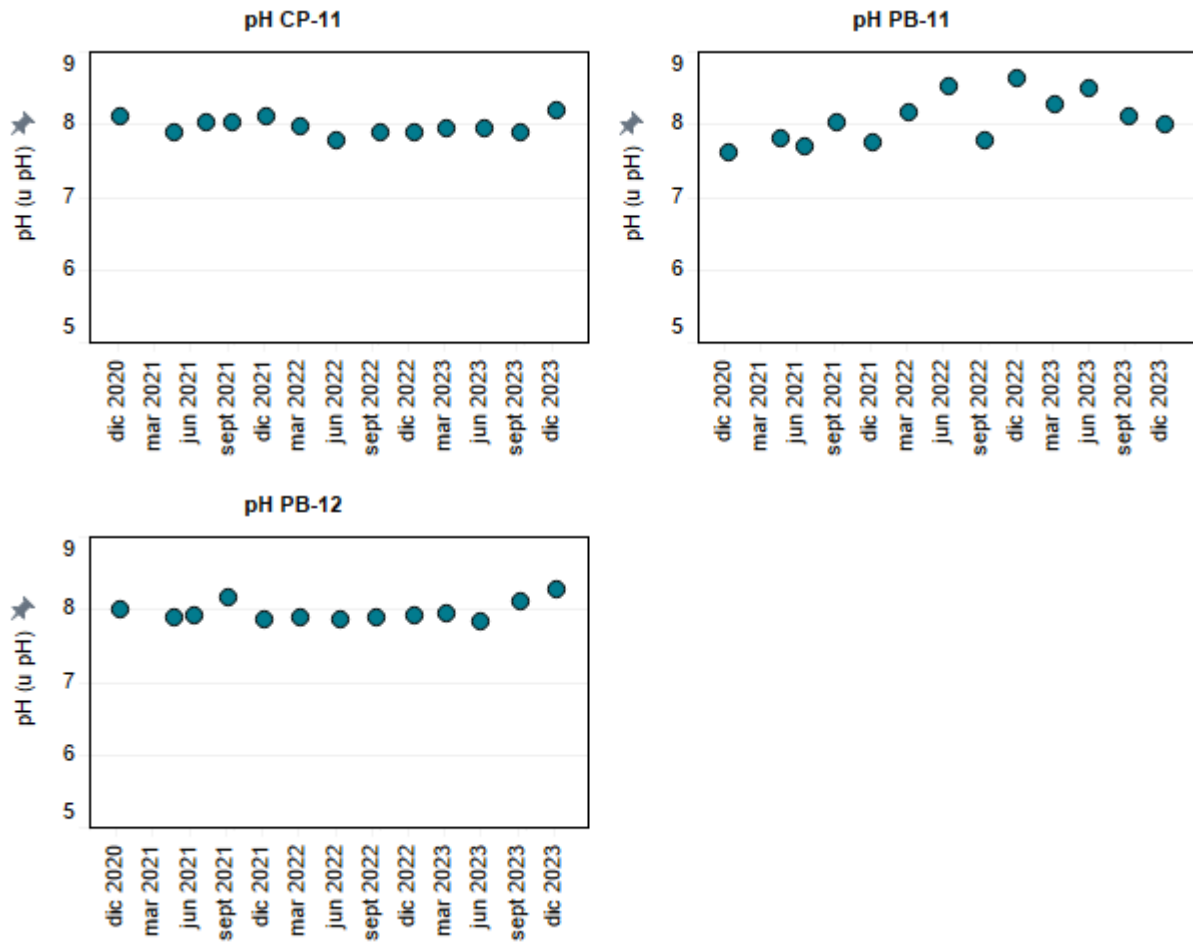 pH CP-11
9
8
7
6
5
pH (u pH)
dic 2020
mar 2021
jun 2021
sept 2021
dic 2021
mar 2022
jun 2022
sept 2022
dic 2022
mar 2023
jun 2023
sept 2023
dic 2023
pH PB-11
9
8
7
6
5
pH (u pH)
dic 2020
mar 2021
jun 2021
sept 2021
dic 2021
mar 2022
jun 2022
sept 2022
dic 2022
mar 2023
jun 2023
sept 2023
dic 2023
pH PB-12
9
8
7
6
5
pH (u pH)
dic 2020
mar 2021
jun 2021
sept 2021
dic 2021
mar 2022
jun 2022
sept 2022
dic 2022
mar 2023
jun 2023
sept 2023
dic 2023